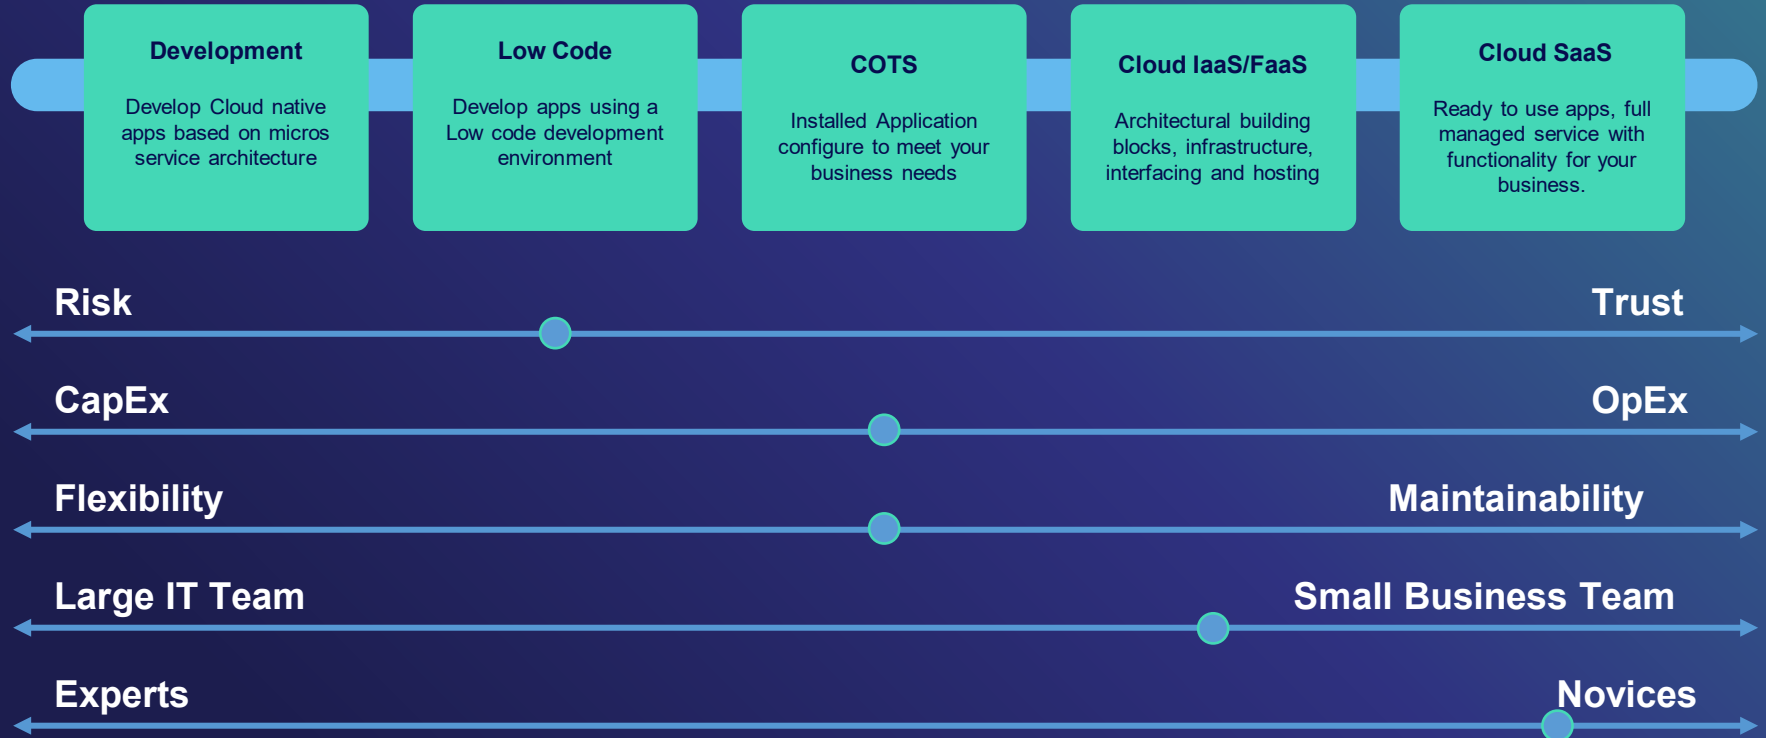 Development
Develop Cloud native
apps based on micros
service architecture
Low Code
Develop apps using a
Low code development
environment
COTS
Installed Application
configure to meet your
business needs
Cloud IaaS/FaaS
Architectural building
blocks, infrastructure,
interfacing and hosting
Cloud SaaS
Ready to use apps, full
managed service with
functionality for your
business.
Risk
Trust
CapEx
OpEx
Flexibility
Maintainability
Large IT Team
Small Business Team
Experts
Novices